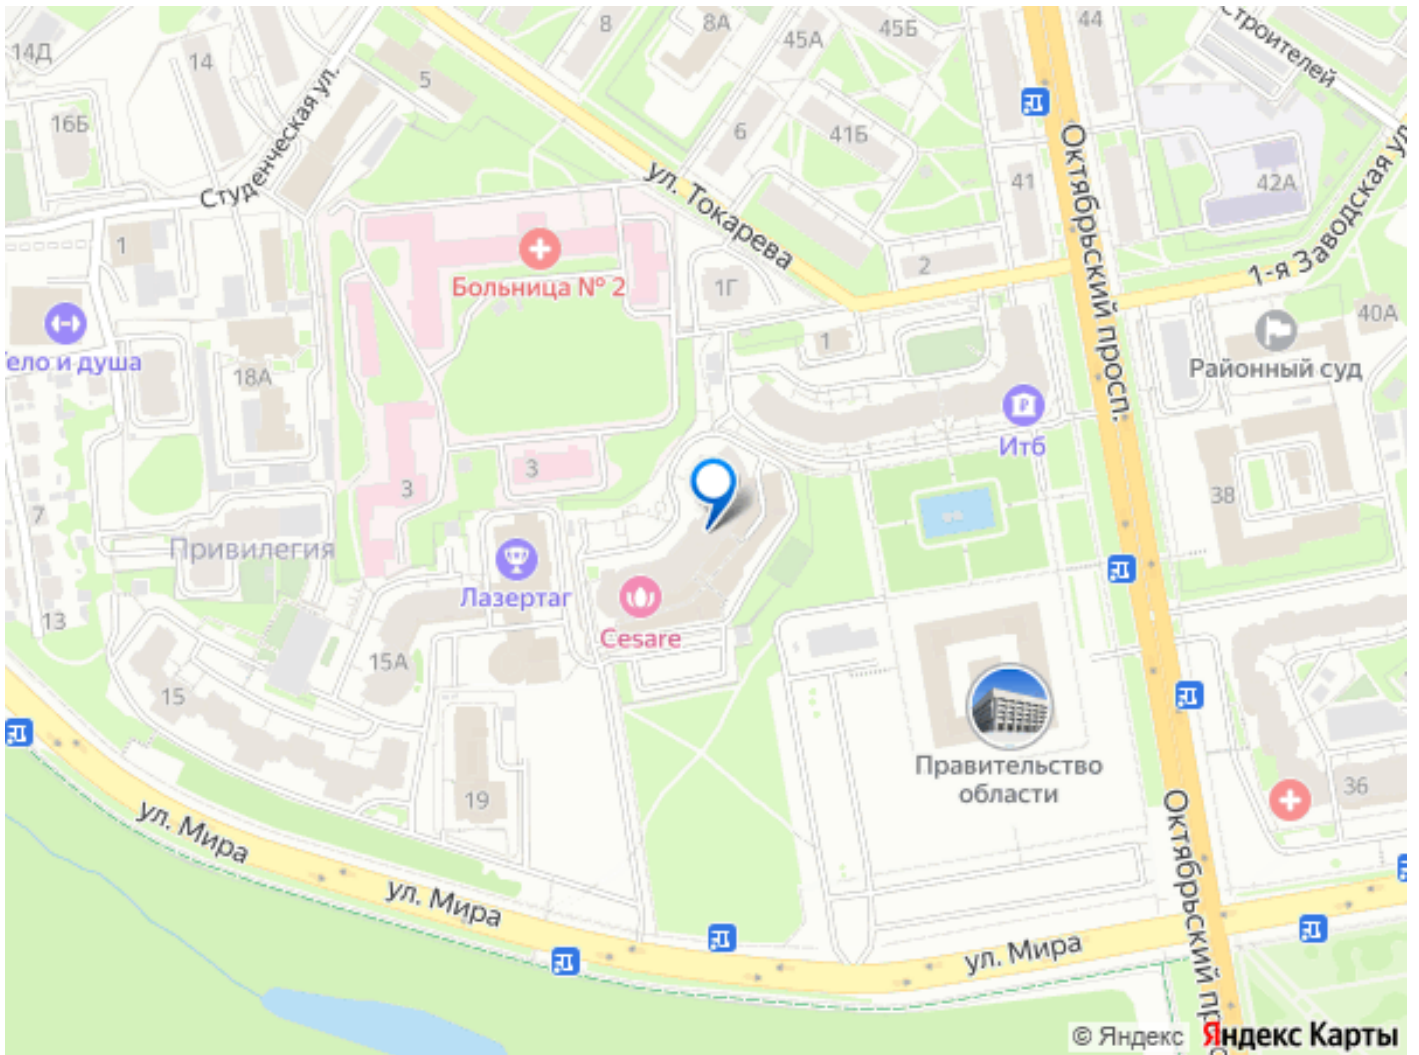 14Д
14
8
8А
45А
45Б
44
Строителей
5
16Б
6
41Б
Студенческая ул.
ул. Токарева
41
Октябрьский просп.
42А
1-я Заводская ул.
1
Больница № 2
1Г
2
40А
ело и душа
18А
1
Районный суд
Итб
3
3
38
7
Привилегия
Лазертаг
Cesare
13
15А
15
Правительство
области
19
36
ул. Мира
ул. Мира
ул. Мира
Октябрьский пр
© Яндекс
Яндекс Карты